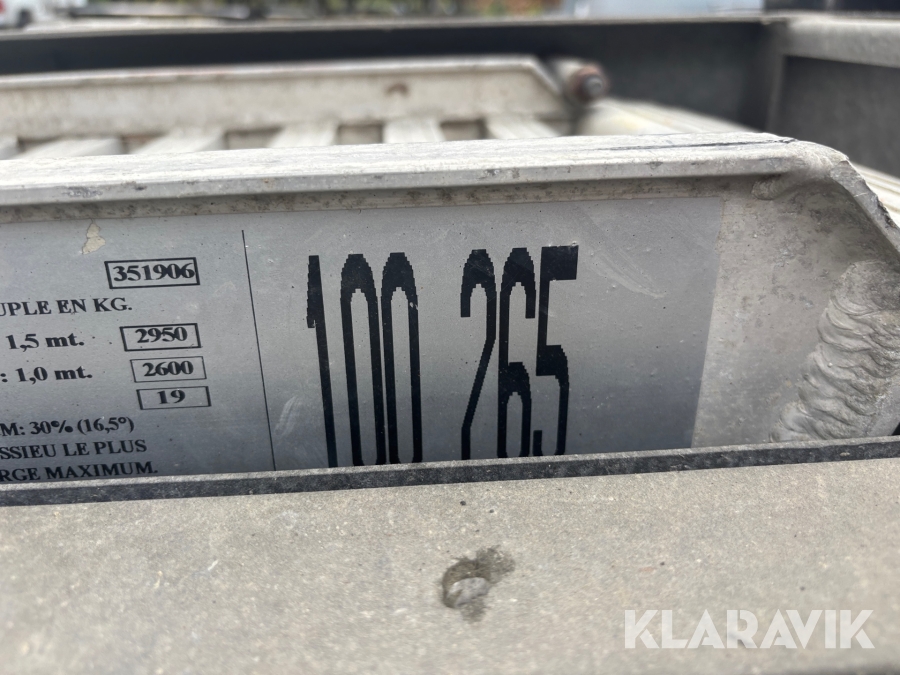 351906
UPLE EN KG.
1,5 mt. 2950
: 1,0 mt. 2600
19
M: 30% (16,5°)
SSIEU LE PLUS
RGE MAXIMUM.
100 265
KLARAVIK